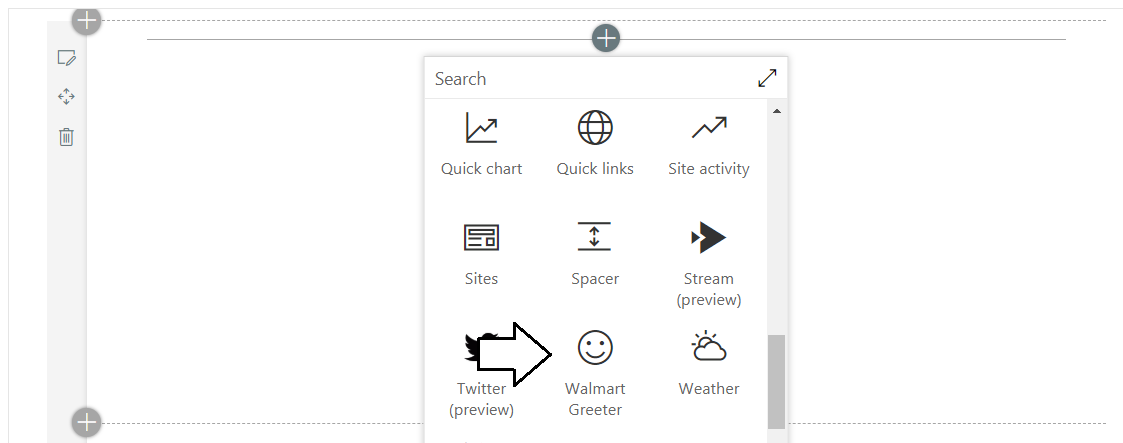 Search
Quick chart
Quick links
Site activity
Sites
Spacer
Stream
(preview)
Twitter
(preview)
Walmart
Greeter
Weather